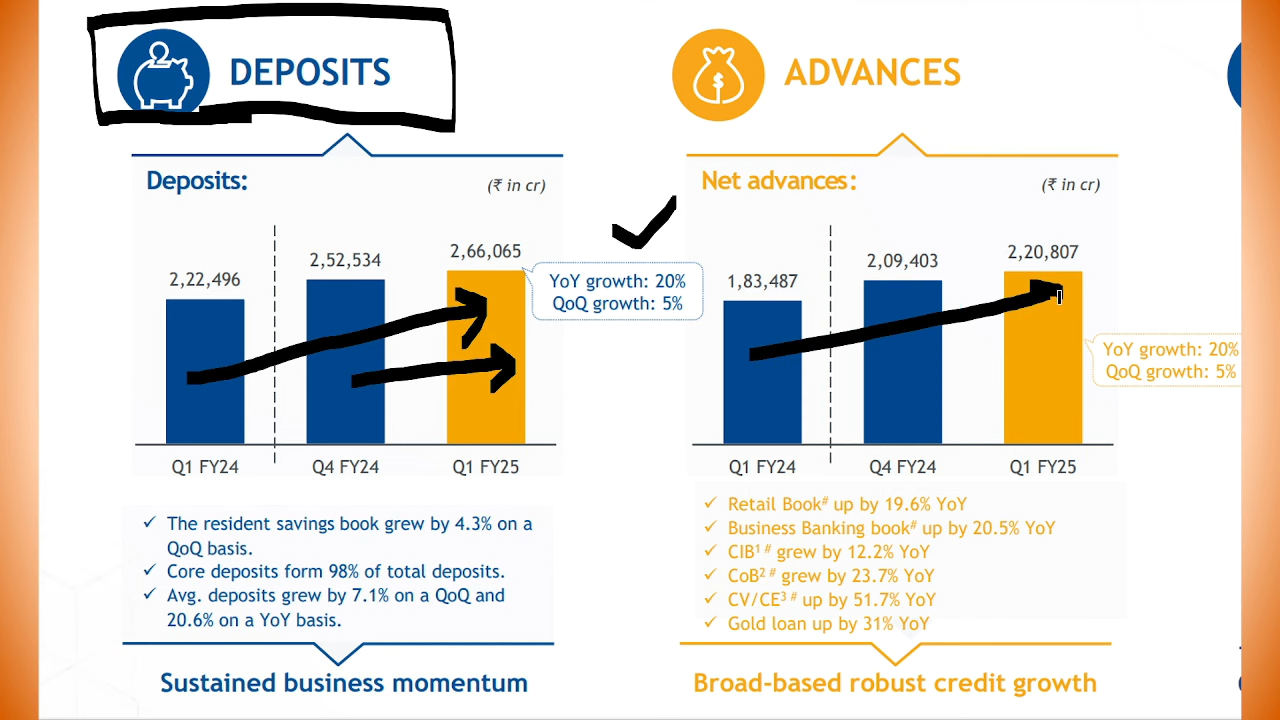 DEPOSITS
Deposits:
(₹ in cr)
2,22,496
2,52,534
2,66,065
YoY growth: 20%
QoQ growth: 5%
Q1 FY24
Q4 FY24
Q1 FY25
✓ The resident savings book grew by 4.3% on a
QoQ basis.
✓ Core deposits form 98% of total deposits.
✓ Avg. deposits grew by 7.1% on a QoQ and
20.6% on a YoY basis.
Sustained business momentum
ADVANCES
Net advances:
(₹ in cr)
1,83,487
2,09,403
2,20,807
YoY growth: 20%
QoQ growth: 5%
Q1 FY24
Q4 FY24
Q1 FY25
✓ Retail Book# up by 19.6% YoY
✓ Business Banking book# up by 20.5% YoY
✓ CIB1 # grew by 12.2% YoY
✓ CoB2 # grew by 23.7% YoY
✓ CV/CE3 # up by 51.7% YoY
✓ Gold loan up by 31% YoY
Broad-based robust credit growth